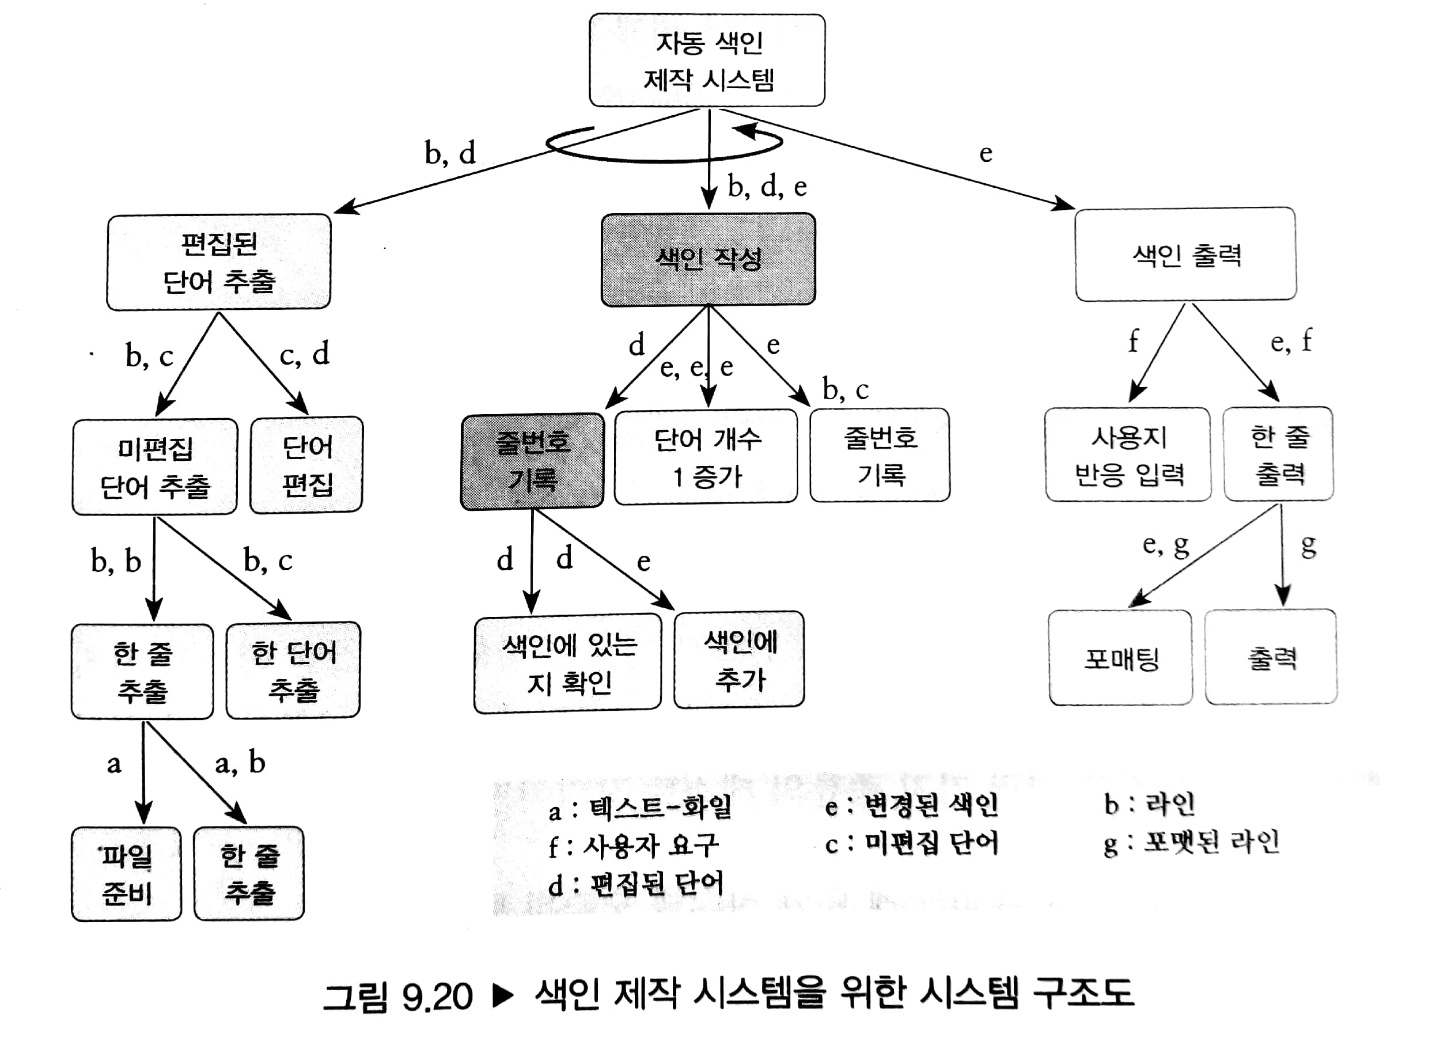 자동 색인
제작 시스템
b, d
e
b, d, e
편집된
단어 추출
색인 작성
색인 출력
b, c
c, d
d
e, e, e
e
b, c
f
e, f
미편집
단어 추출
단어
편집
줄번호
기록
단어 개수
1 증가
줄번호
기록
사용지
반응 입력
한 줄
출력
b, b
b, c
d
d
e
e, g
g
한 줄
추출
한 단어
추출
색인에 있는
지 확인
색인에
추가
포매팅
출력
a
a, b
파일
준비
한 줄
추출
a : 텍스트-화일 e : 변경된 색인 b : 라인
f : 사용자 요구 c : 미편집 단어 g : 포맷된 라인
d : 편집된 단어
그림 9.20 ▶ 색인 제작 시스템을 위한 시스템 구조도